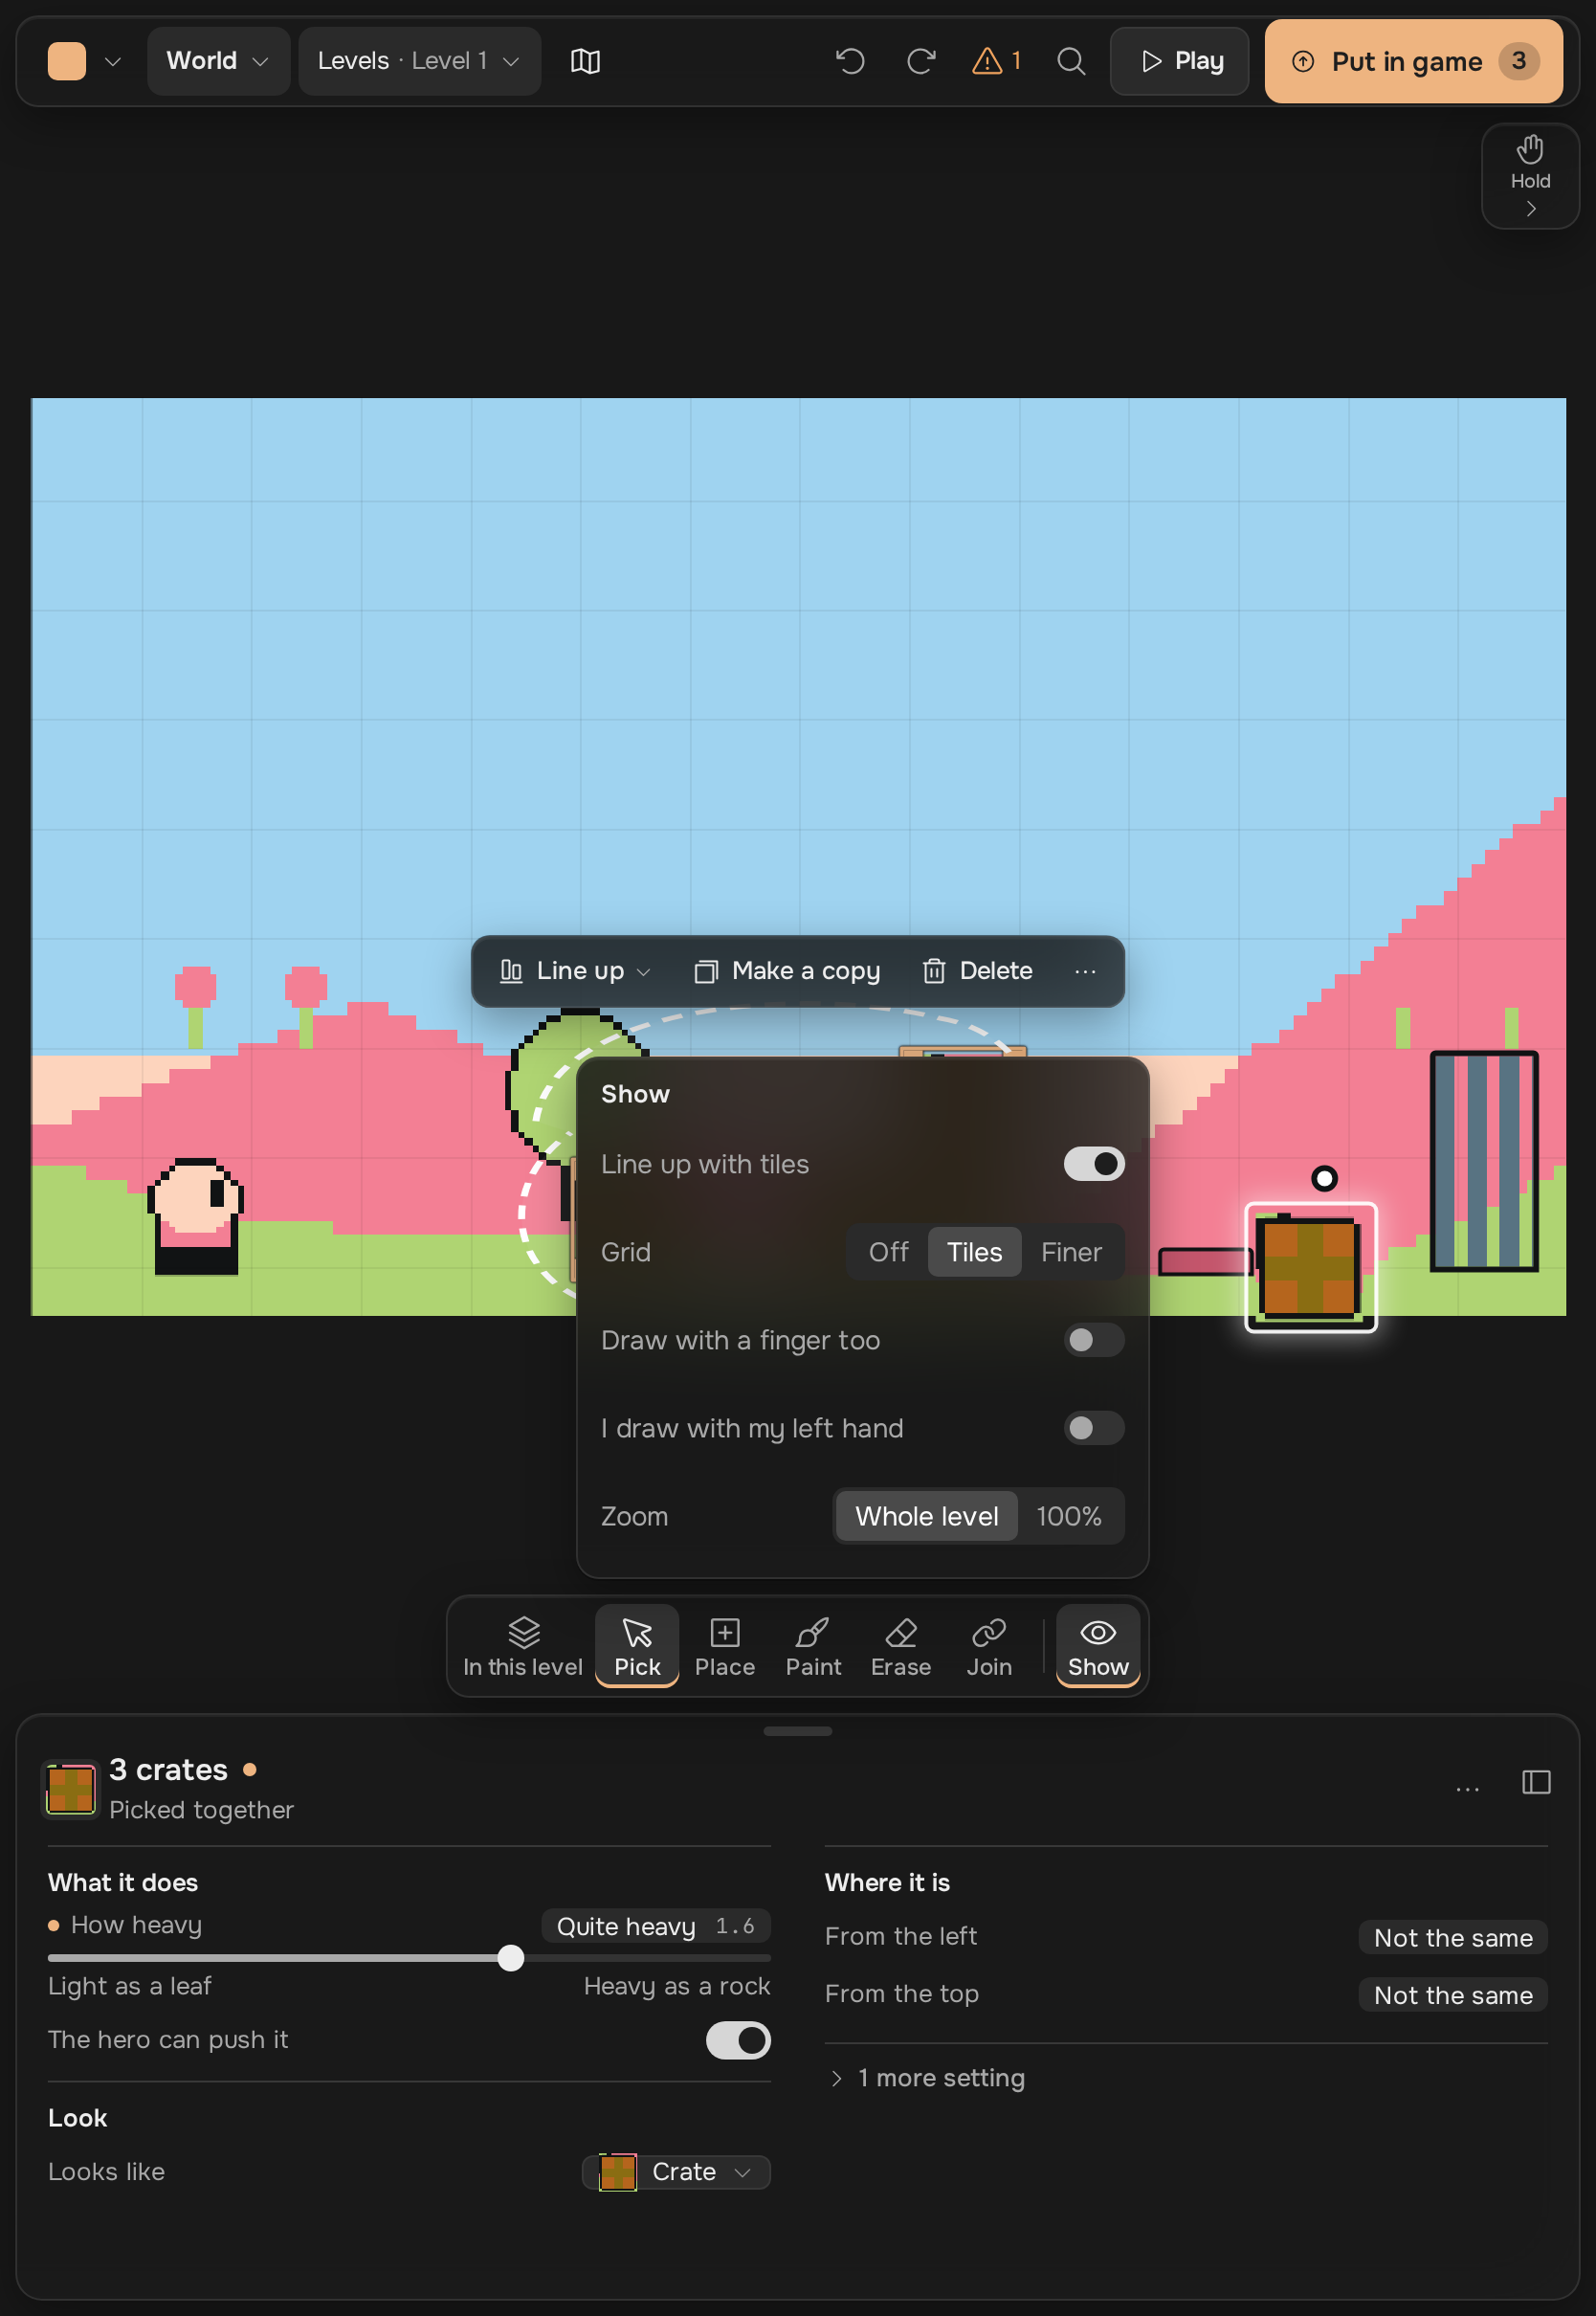 World
Levels · Level 1
1
Play
Put in game 3
Hold
Line up
Make a copy
Delete
Show
Line up with tiles
Grid
Off
Tiles
Finer
Draw with a finger too
I draw with my left hand
Zoom
Whole level
100%
In this level
Pick
Place
Paint
Erase
Join
Show
3 crates
Picked together
What it does
How heavy
Quite heavy 1.6
Light as a leaf
Heavy as a rock
The hero can push it
Look
Looks like
Crate
Where it is
From the left
Not the same
From the top
Not the same
1 more setting